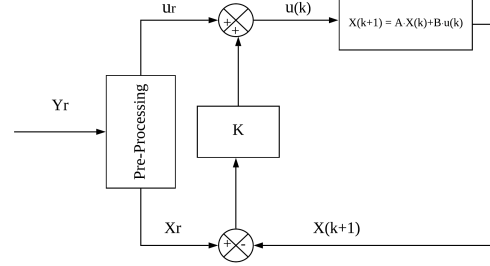 ur
u(k)
X(k+1) = A·X(k)+B·u(k)
+
+
Yr
Pre-Processing
K
Xr
+
-
X(k+1)